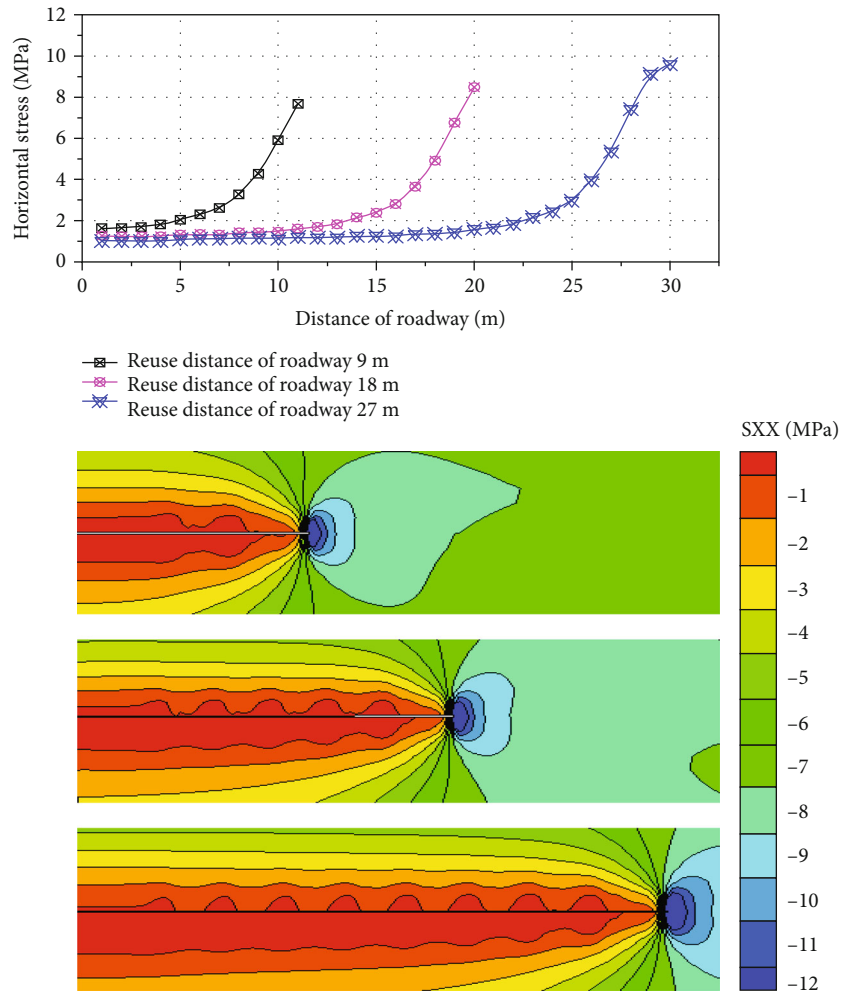 12
10
8
6
4
2
0
Horizontal stress (MPa)
0 5 10 15 20 25 30
Distance of roadway (m)
Reuse distance of roadway 9 m
Reuse distance of roadway 18 m
Reuse distance of roadway 27 m
SXX (MPa)
–1
–2
–3
–4
–5
–6
–7
–8
–9
–10
–11
–12